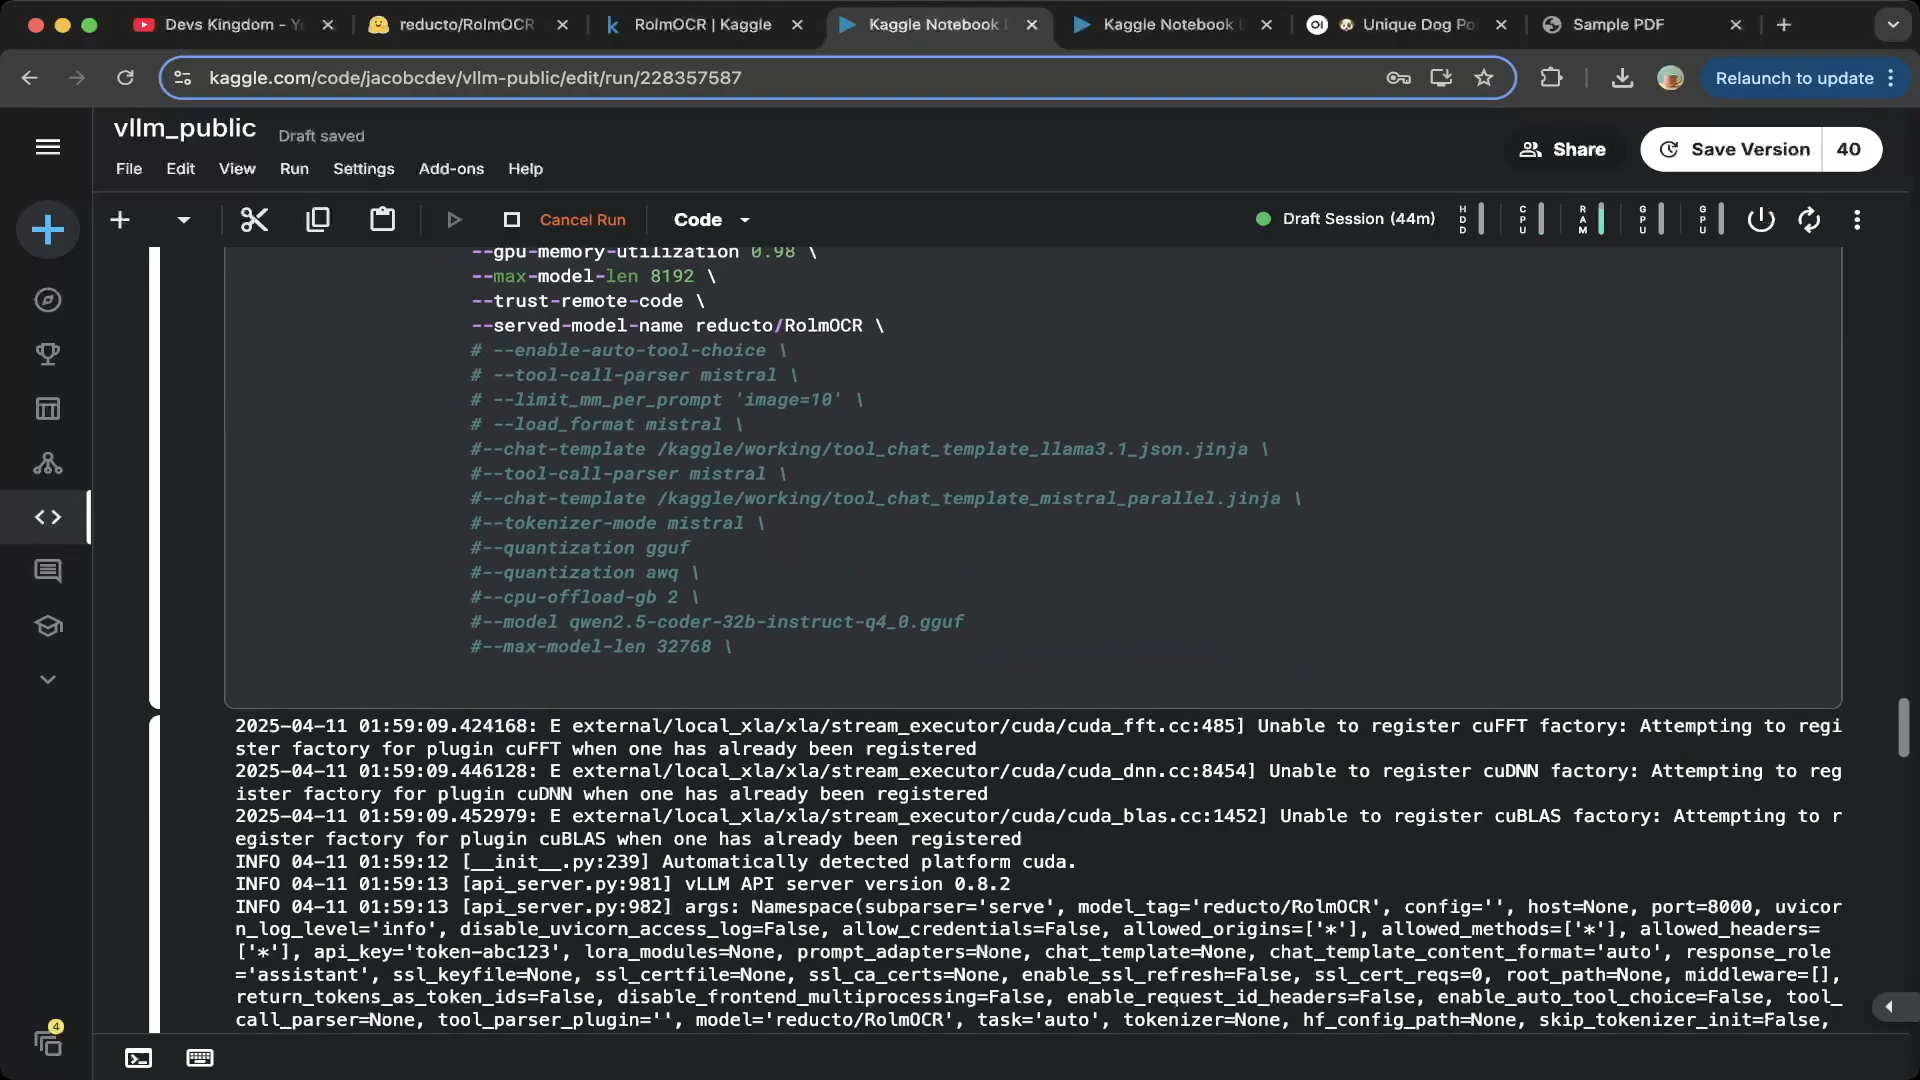 Devs Kingdom - Y
reducto/RolmOCR
RolmOCR | Kaggle
Kaggle Notebook
Kaggle Notebook
Unique Dog Po
Sample PDF
kaggle.com/code/jacobcdev/vllm-public/edit/run/228357587
Relaunch to update
vllm_public
Draft saved
File Edit View Run Settings Add-ons Help
Share
Save Version
40
Cancel Run
Code
Draft Session (44m)
HDD
CPU
RAM
GPU
GPU
--gpu-memory-utilization 0.98 \
--max-model-len 8192 \
--trust-remote-code \
--served-model-name reducto/RolmOCR \
# --enable-auto-tool-choice \
# --tool-call-parser mistral \
# --limit_mm_per_prompt 'image=10' \
# --load_format mistral \
#--chat-template /kaggle/working/tool_chat_template_llama3.1_json.jinja \
#--tool-call-parser mistral \
#--chat-template /kaggle/working/tool_chat_template_mistral_parallel.jinja \
#--tokenizer-mode mistral \
#--quantization gguf
#--quantization awq \
#--cpu-offload-gb 2 \
#--model qwen2.5-coder-32b-instruct-q4_0.gguf
#--max-model-len 32768 \
2025-04-11 01:59:09.424168: E external/local_xla/xla/stream_executor/cuda/cuda_fft.cc:485] Unable to register cuFFT factory: Attempting to regi
ster factory for plugin cuFFT when one has already been registered
2025-04-11 01:59:09.446128: E external/local_xla/xla/stream_executor/cuda/cuda_dnn.cc:8454] Unable to register cuDNN factory: Attempting to reg
ister factory for plugin cuDNN when one has already been registered
2025-04-11 01:59:09.452979: E external/local_xla/xla/stream_executor/cuda/cuda_blas.cc:1452] Unable to register cuBLAS factory: Attempting to r
egister factory for plugin cuBLAS when one has already been registered
INFO 04-11 01:59:12 [__init__.py:239] Automatically detected platform cuda.
INFO 04-11 01:59:13 [api_server.py:981] vLLM API server version 0.8.2
INFO 04-11 01:59:13 [api_server.py:982] args: Namespace(subparser='serve', model_tag='reducto/RolmOCR', config='', host=None, port=8000, uvicor
n_log_level='info', disable_uvicorn_access_log=False, allow_credentials=False, allowed_origins=['*'], allowed_methods=['*'], allowed_headers=
['*'], api_key='token-abc123', lora_modules=None, prompt_adapters=None, chat_template=None, chat_template_content_format='auto', response_role
='assistant', ssl_keyfile=None, ssl_certfile=None, ssl_ca_certs=None, enable_ssl_refresh=False, ssl_cert_reqs=0, root_path=None, middleware=[],
return_tokens_as_token_ids=False, disable_frontend_multiprocessing=False, enable_request_id_headers=False, enable_auto_tool_choice=False, tool_
call_parser=None, tool_parser_plugin='', model='reducto/RolmOCR', task='auto', tokenizer=None, hf_config_path=None, skip_tokenizer_init=False,
4